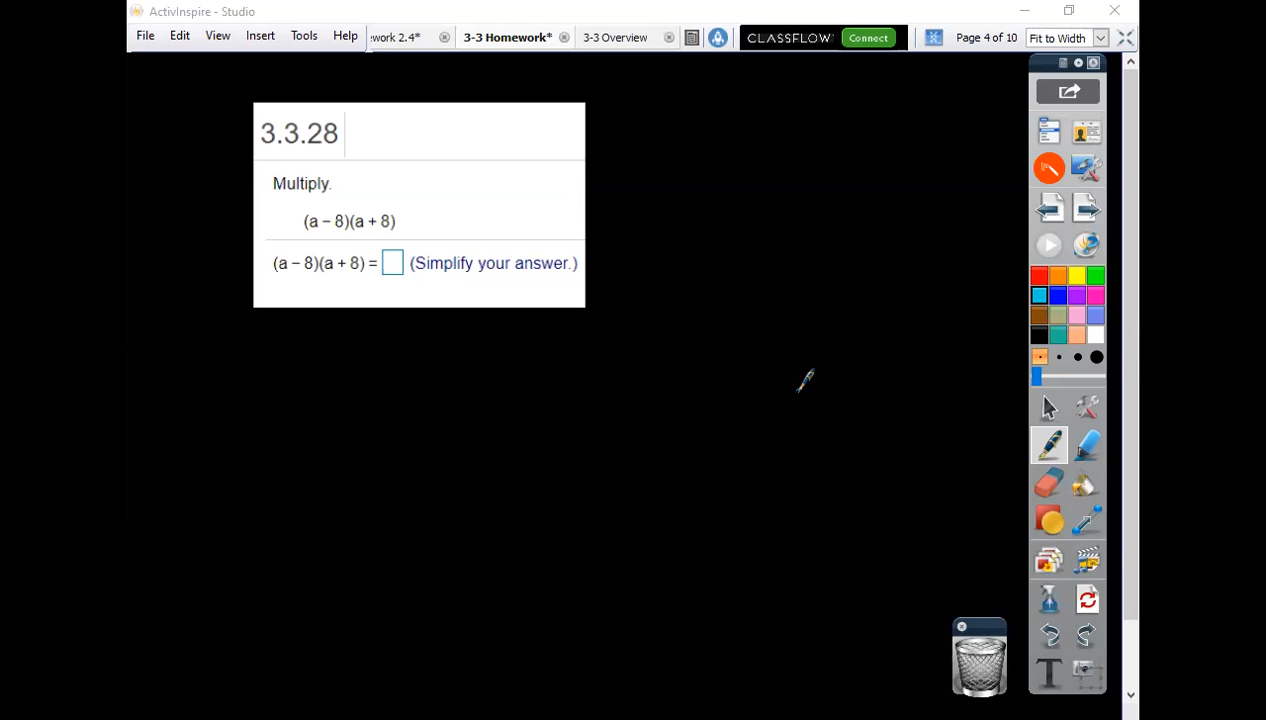 ActivInspire - Studio
File Edit View Insert Tools Help
work 2.4* 3-3 Homework* 3-3 Overview CLASSFLOW Connect Page 4 of 10 Fit to Width
3.3.28
Multiply.
(a − 8)(a + 8)
(a − 8)(a + 8) = (Simplify your answer.)
T